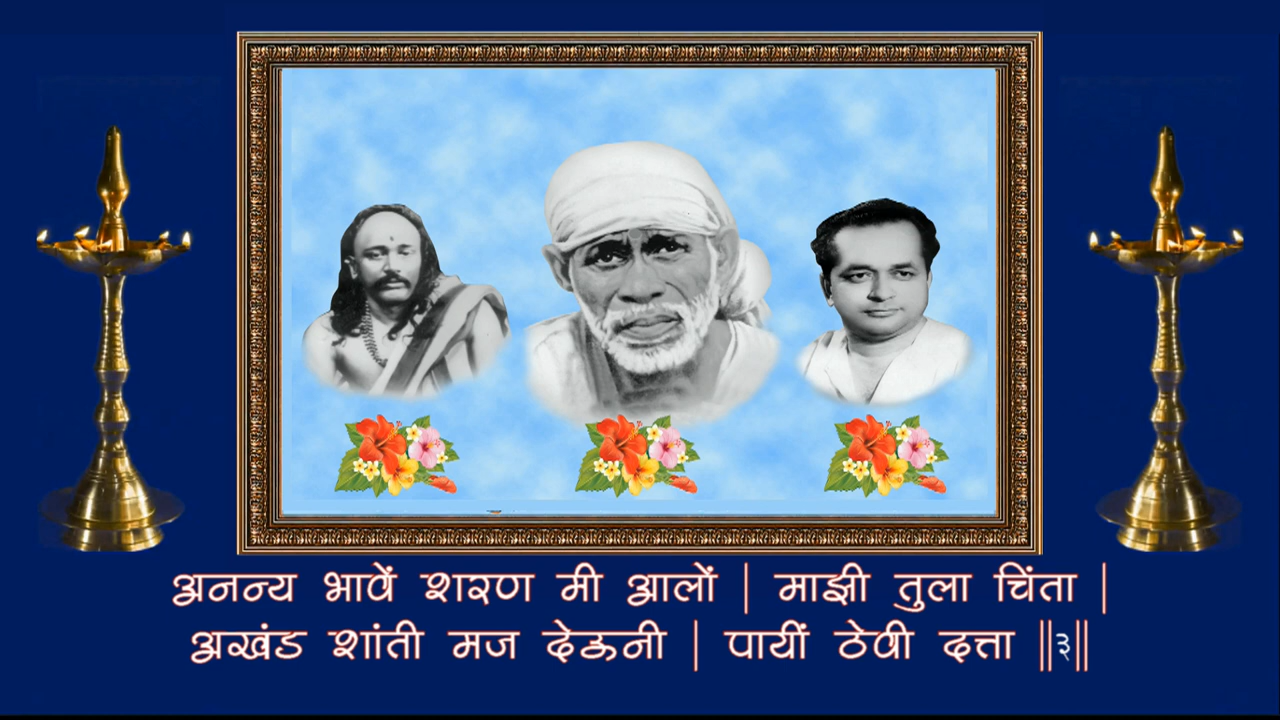 अनन्य भावें शरण मी आलों | माझी तुला चिंता |
अखंड शांती मज देऊनी | पायीं ठेवी दत्ता ||३||